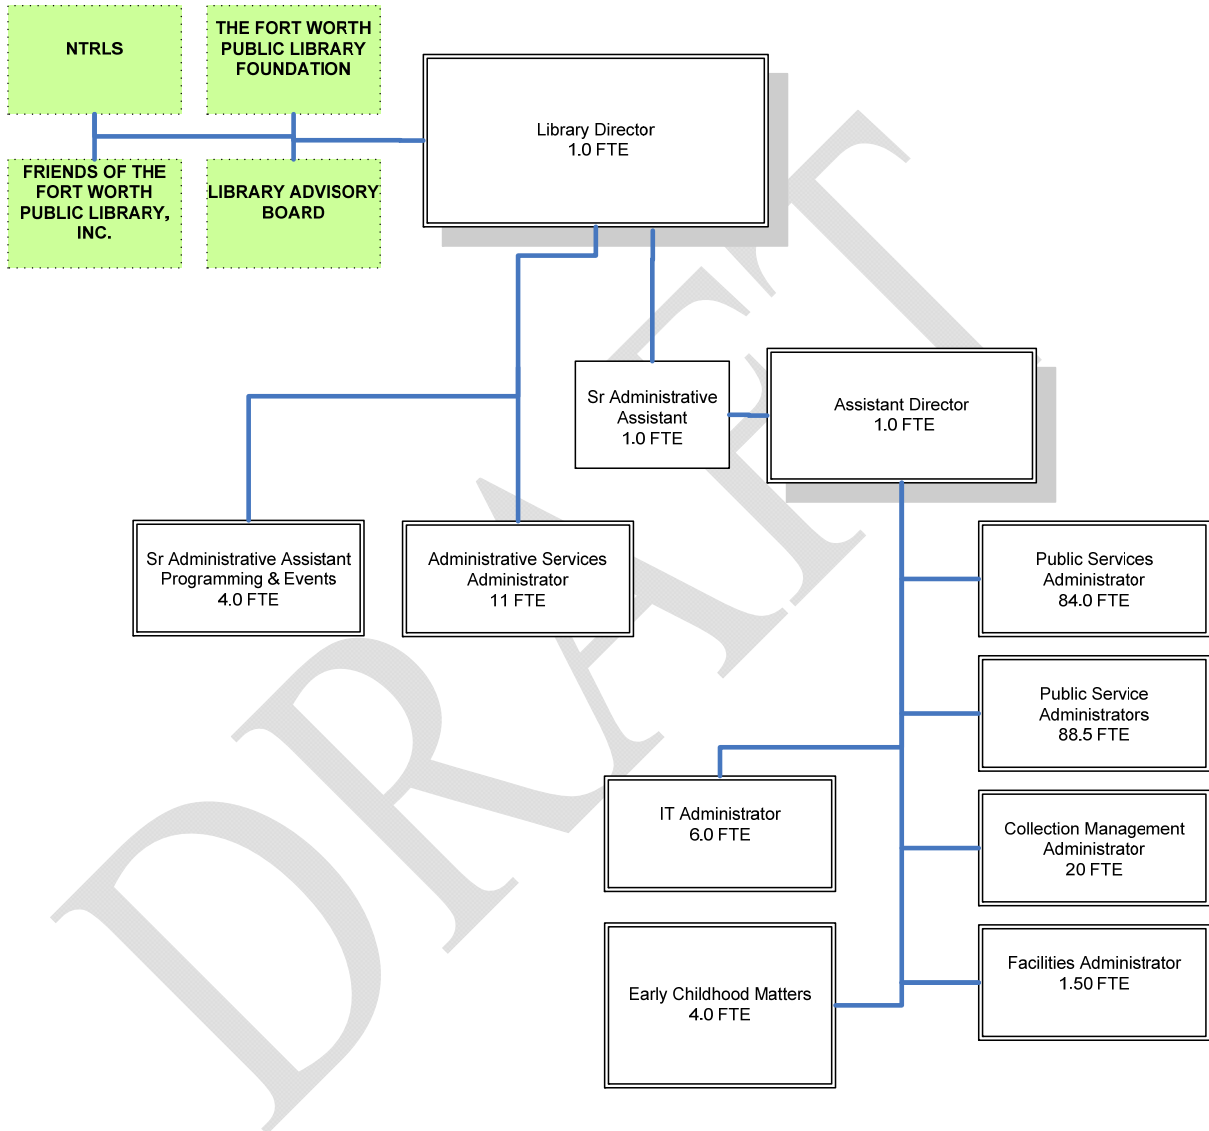 NTRLS
THE FORT WORTH
PUBLIC LIBRARY
FOUNDATION
FRIENDS OF THE
FORT WORTH
PUBLIC LIBRARY,
INC.
LIBRARY ADVISORY
BOARD
Library Director
1.0 FTE
Sr Administrative
Assistant
1.0 FTE
Assistant Director
1.0 FTE
Sr Administrative Assistant
Programming & Events
4.0 FTE
Administrative Services
Administrator
11 FTE
Public Services
Administrator
84.0 FTE
Public Service
Administrators
88.5 FTE
IT Administrator
6.0 FTE
Collection Management
Administrator
20 FTE
Early Childhood Matters
4.0 FTE
Facilities Administrator
1.50 FTE
DRAFT